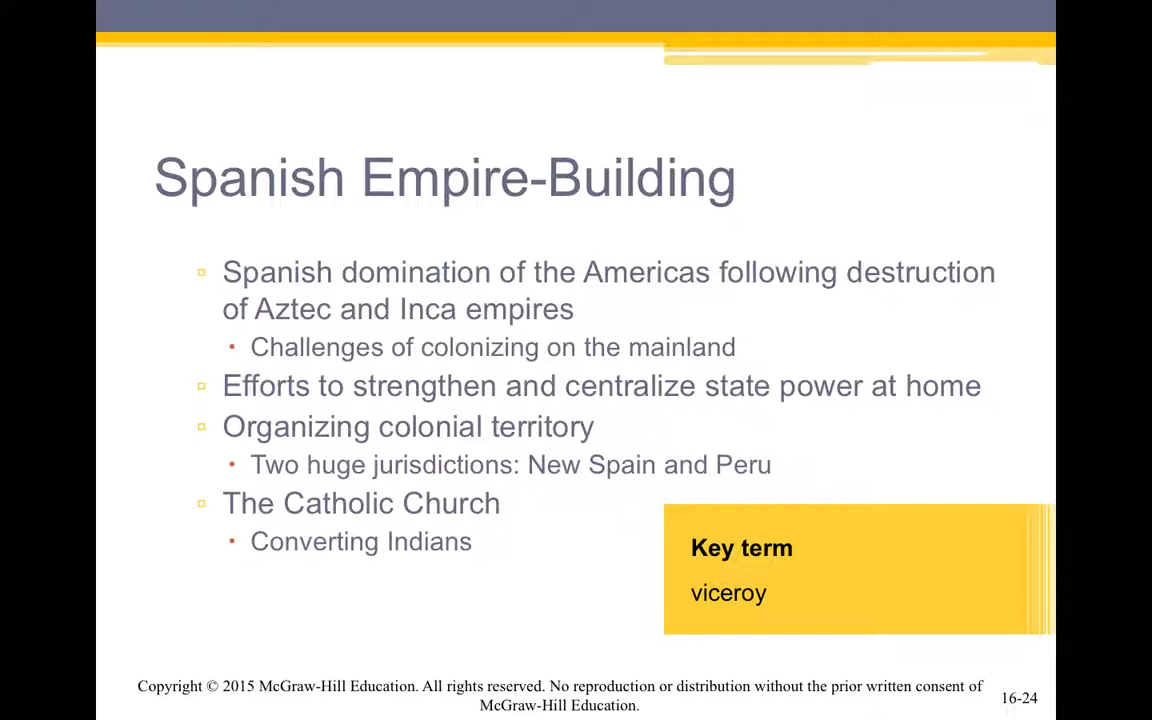 Spanish Empire-Building
Spanish domination of the Americas following destruction
of Aztec and Inca empires
Challenges of colonizing on the mainland
Efforts to strengthen and centralize state power at home
Organizing colonial territory
Two huge jurisdictions: New Spain and Peru
The Catholic Church
Converting Indians
Key term
viceroy
Copyright © 2015 McGraw-Hill Education. All rights reserved. No reproduction or distribution without the prior written consent of
McGraw-Hill Education.
16-24